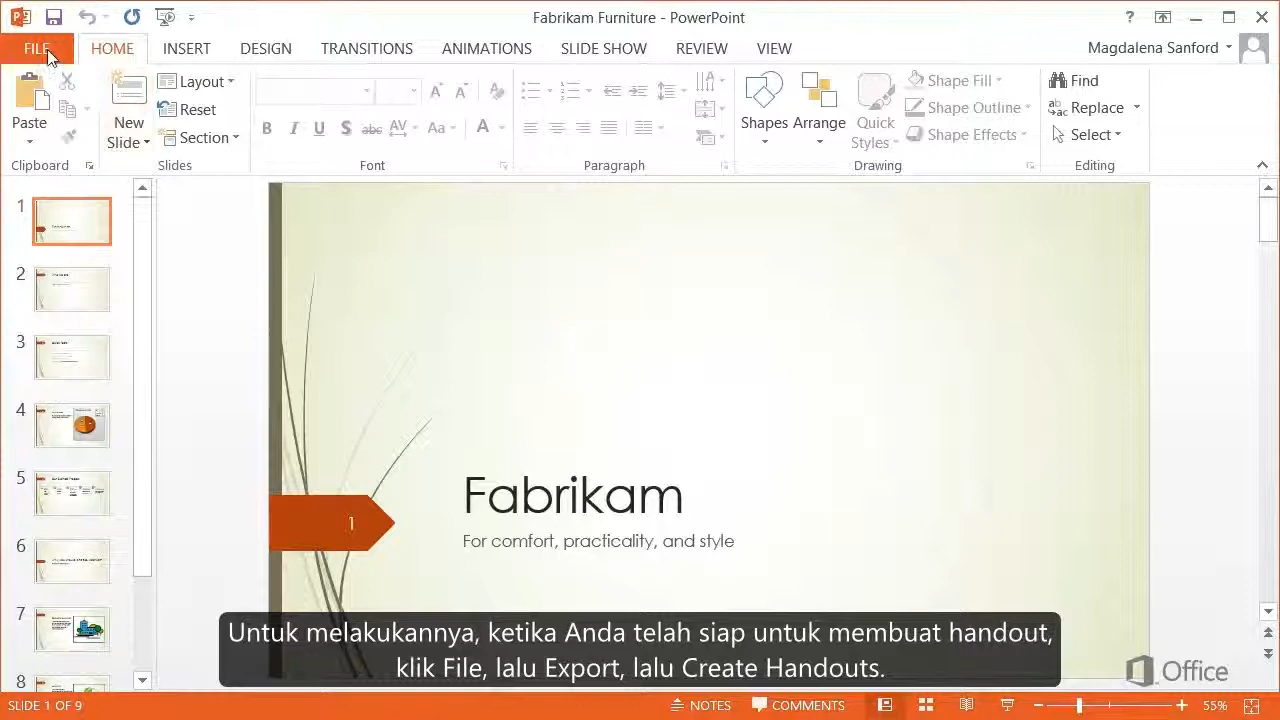 Fabrikam Furniture - PowerPoint
?
FILE HOME INSERT DESIGN TRANSITIONS ANIMATIONS SLIDE SHOW REVIEW VIEW Magdalena Sanford
Paste
Clipboard
New
Slide
Layout
Reset
Section
Slides
B I U S abc AV Aa A
Font
Paragraph
Shapes
Arrange
Quick
Styles
Shape Fill
Shape Outline
Shape Effects
Drawing
Find
Replace
Select
Editing
1
2
3
4
5
6
7
8
1
Fabrikam
For comfort, practicality, and style
Untuk melakukannya, ketika Anda telah siap untuk membuat handout,
klik File, lalu Export, lalu Create Handouts.
Office
SLIDE 1 OF 9 NOTES COMMENTS 55%